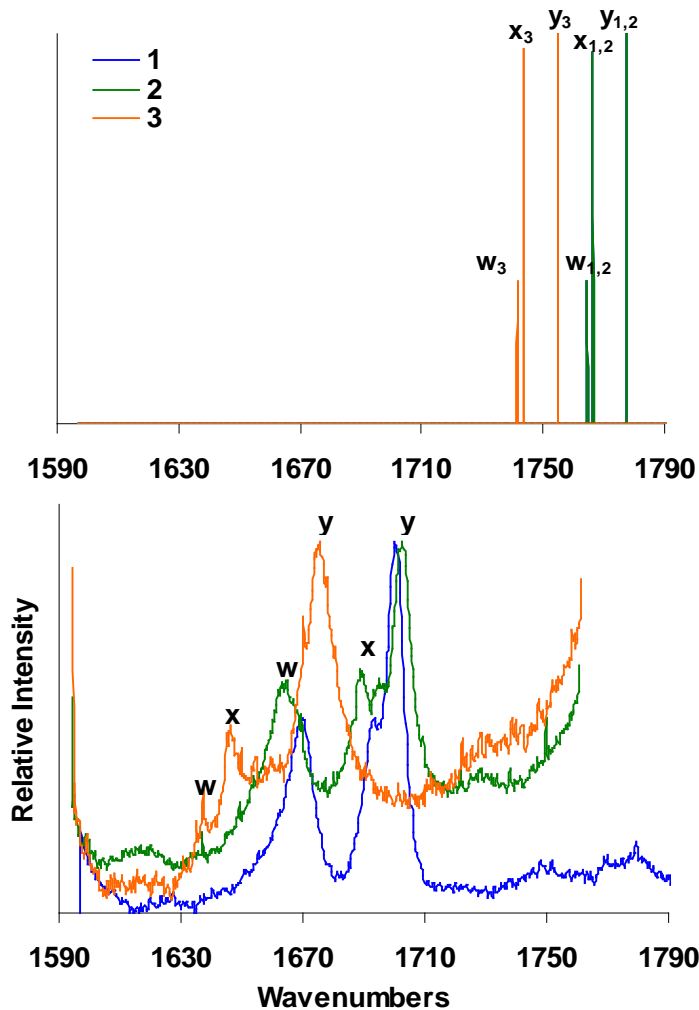 y₃ y₁,₂
x₃ x₁,₂
1
2
3
w₃ w₁,₂
1590 1630 1670 1710 1750 1790
y y
x
w
x
w
Relative Intensity
1590 1630 1670 1710 1750 1790
Wavenumbers